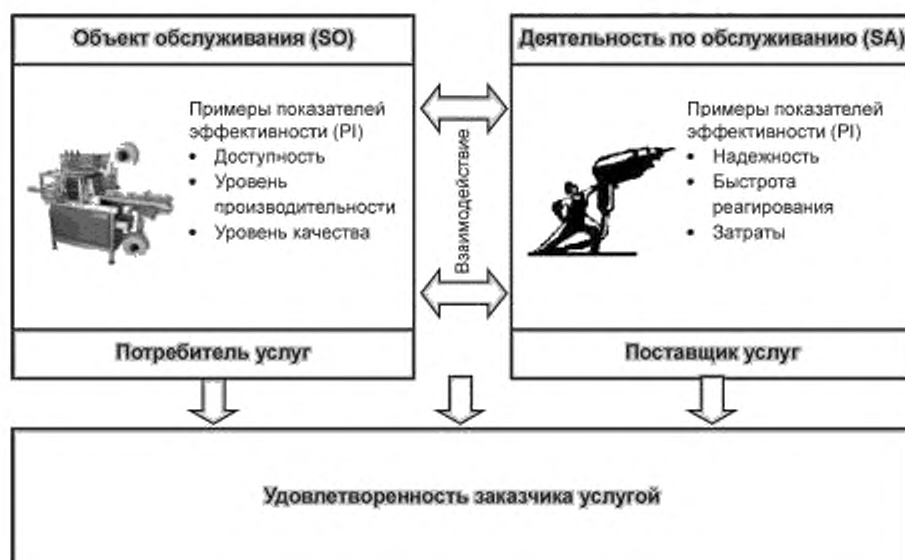 Объект обслуживания (SO)
Примеры показателей
эффективности (PI)
• Доступность
• Уровень
производительности
• Уровень качества
Потребитель услуг
Взаимодействие
Деятельность по обслуживанию (SA)
Примеры показателей
эффективности (PI)
• Надежность
• Быстрота
реагирования
• Затраты
Поставщик услуг
Удовлетворенность заказчика услугой